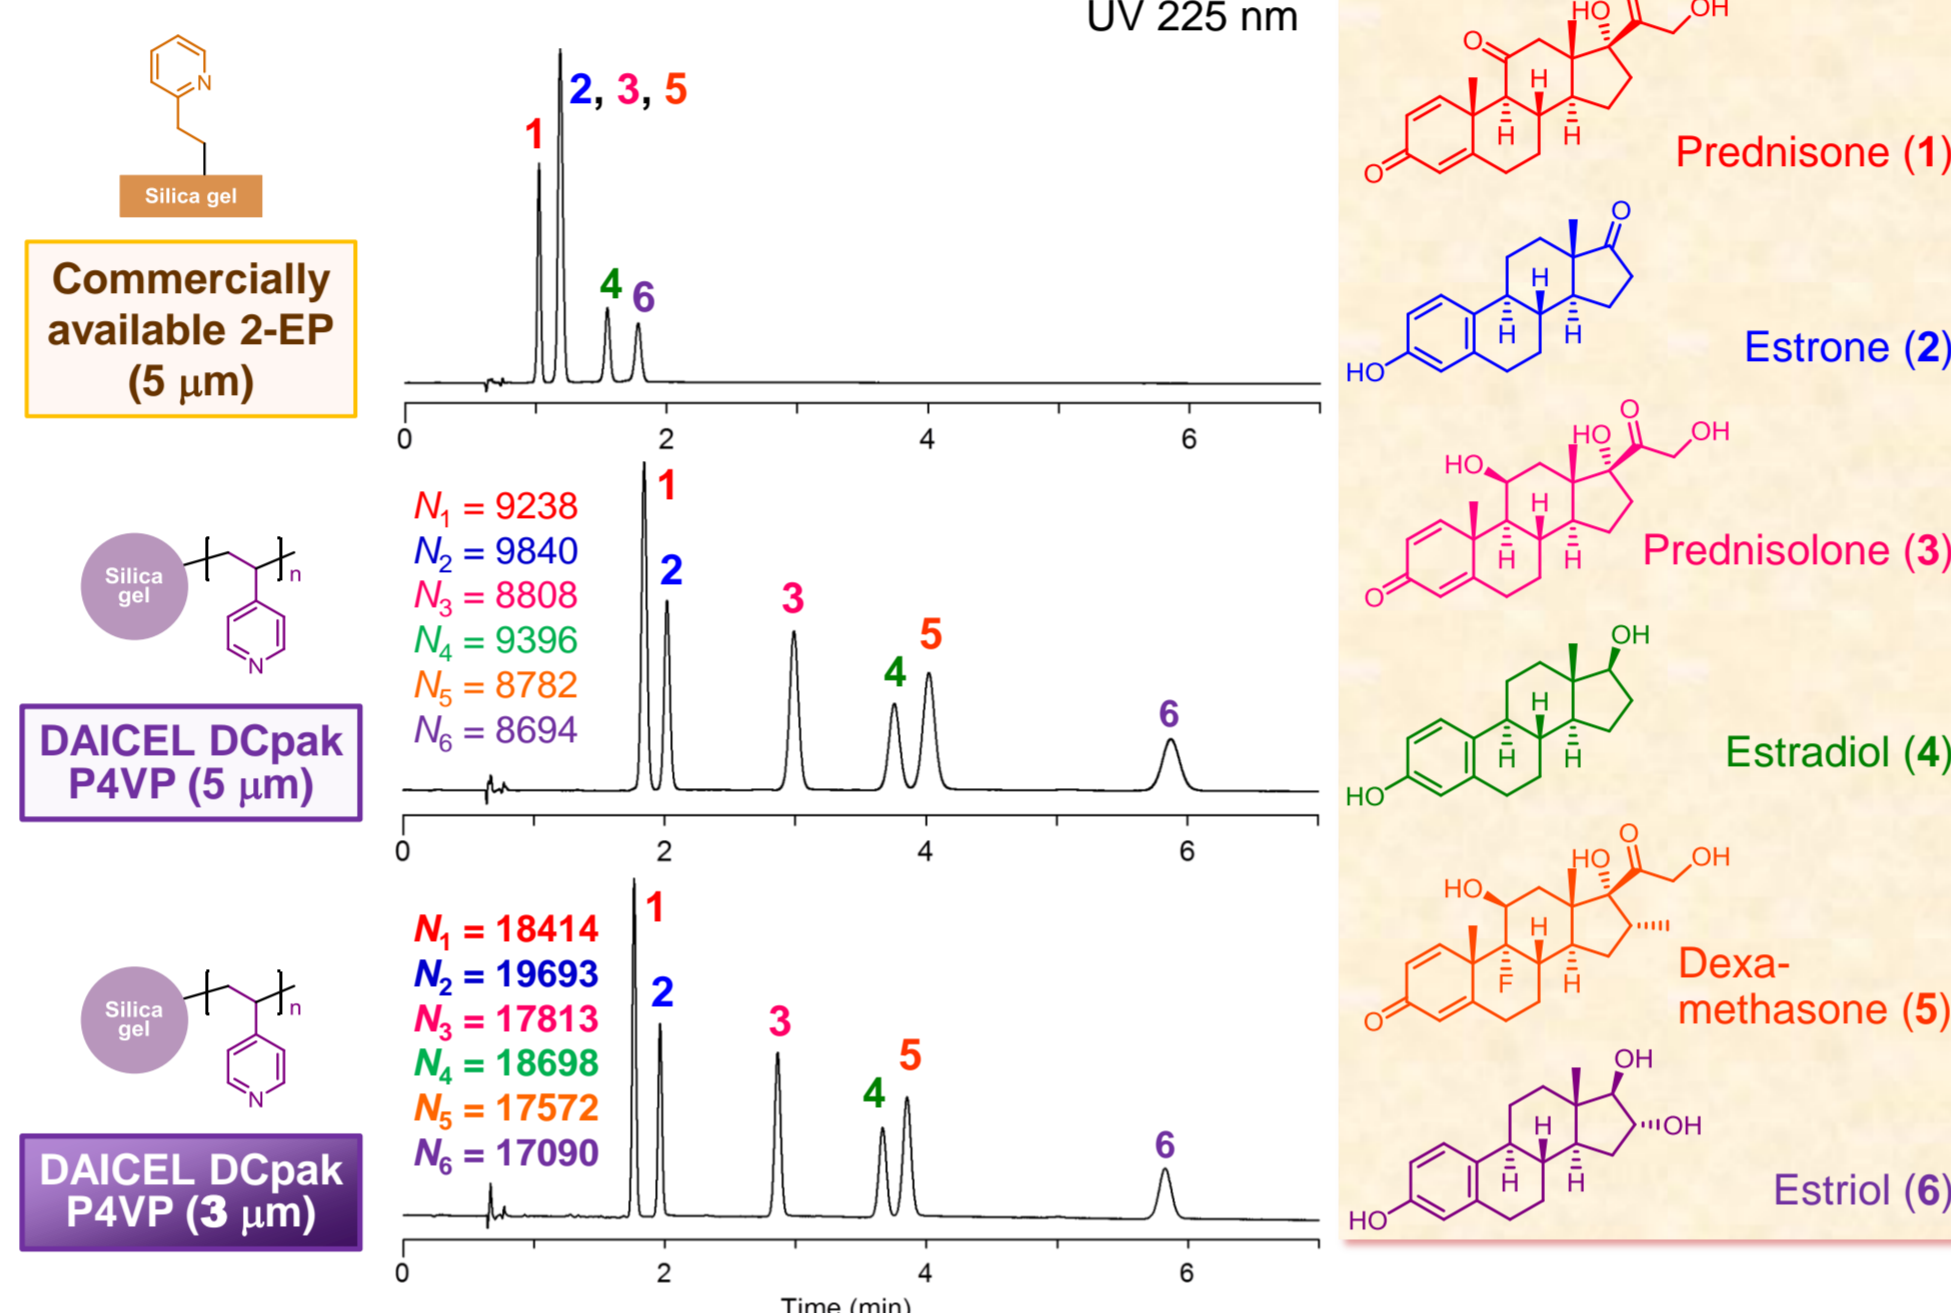 UV 225 nm
N
Silica gel
Commercially
available 2-EP
(5 μm)
1
2, 3, 5
4
6
0
2
4
6
Silica
gel
n
N
DAICEL DCpak
P4VP (5 μm)
N1 = 9238
N2 = 9840
N3 = 8808
N4 = 9396
N5 = 8782
N6 = 8694
1
2
3
4
5
6
0
2
4
6
Silica
gel
n
N
DAICEL DCpak
P4VP (3 μm)
N1 = 18414
N2 = 19693
N3 = 17813
N4 = 18698
N5 = 17572
N6 = 17090
1
2
3
4
5
6
0
2
4
6
Time (min)
HO
OH
O
H
H
H
O
Prednisone (1)
O
H
H
H
HO
Estrone (2)
O
HO
OH
HO
H
H
H
O
Prednisolone (3)
OH
H
H
H
HO
Estradiol (4)
O
HO
OH
HO
H
F
H
O
Dexa-
methasone (5)
OH
OH
H
H
H
HO
Estriol (6)